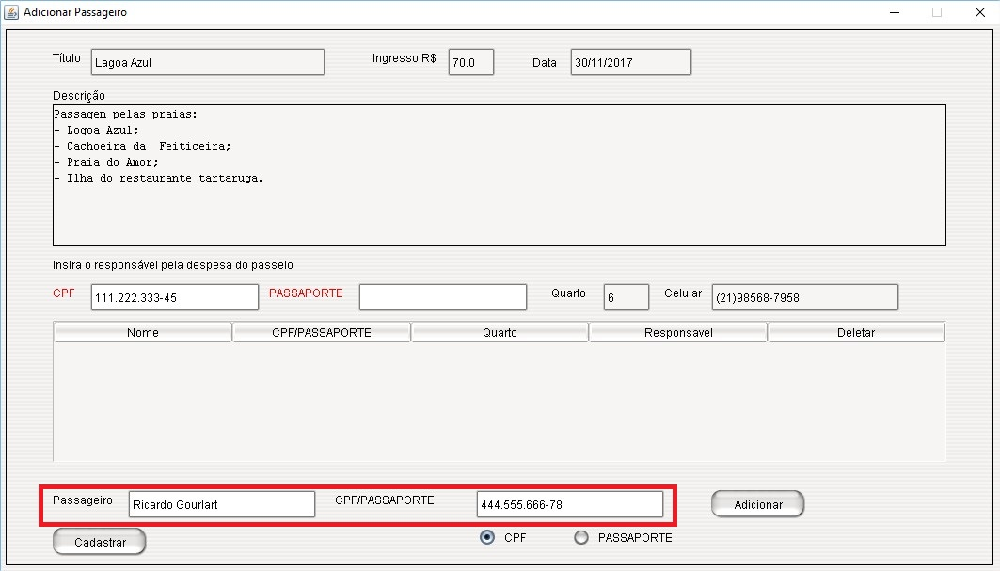 Adicionar Passageiro
Título Lagoa Azul Ingresso R$ 70.0 Data 30/11/2017
Descrição
Passagem pelas praias:
- Logoa Azul;
- Cachoeira da  Feiticeira;
- Praia do Amor;
- Ilha do restaurante tartaruga.
Insira o responsável pela despesa do passeio
CPF 111.222.333-45 PASSAPORTE Quarto 6 Celular (21)98568-7958
Nome CPF/PASSAPORTE Quarto Responsavel Deletar
Passageiro Ricardo Gourlart CPF/PASSAPORTE 444.555.666-78 Adicionar
Cadastrar CPF PASSAPORTE